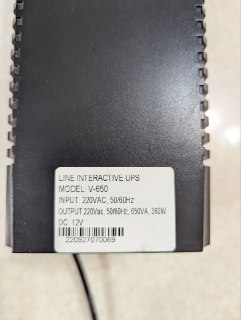 LINE INTERACTIVE UPS
MODEL: V-650
INPUT: 220VAC, 50/60Hz
OUTPUT 220Vac, 50/60Hz, 650VA, 360W
DC: 12V
220927070069